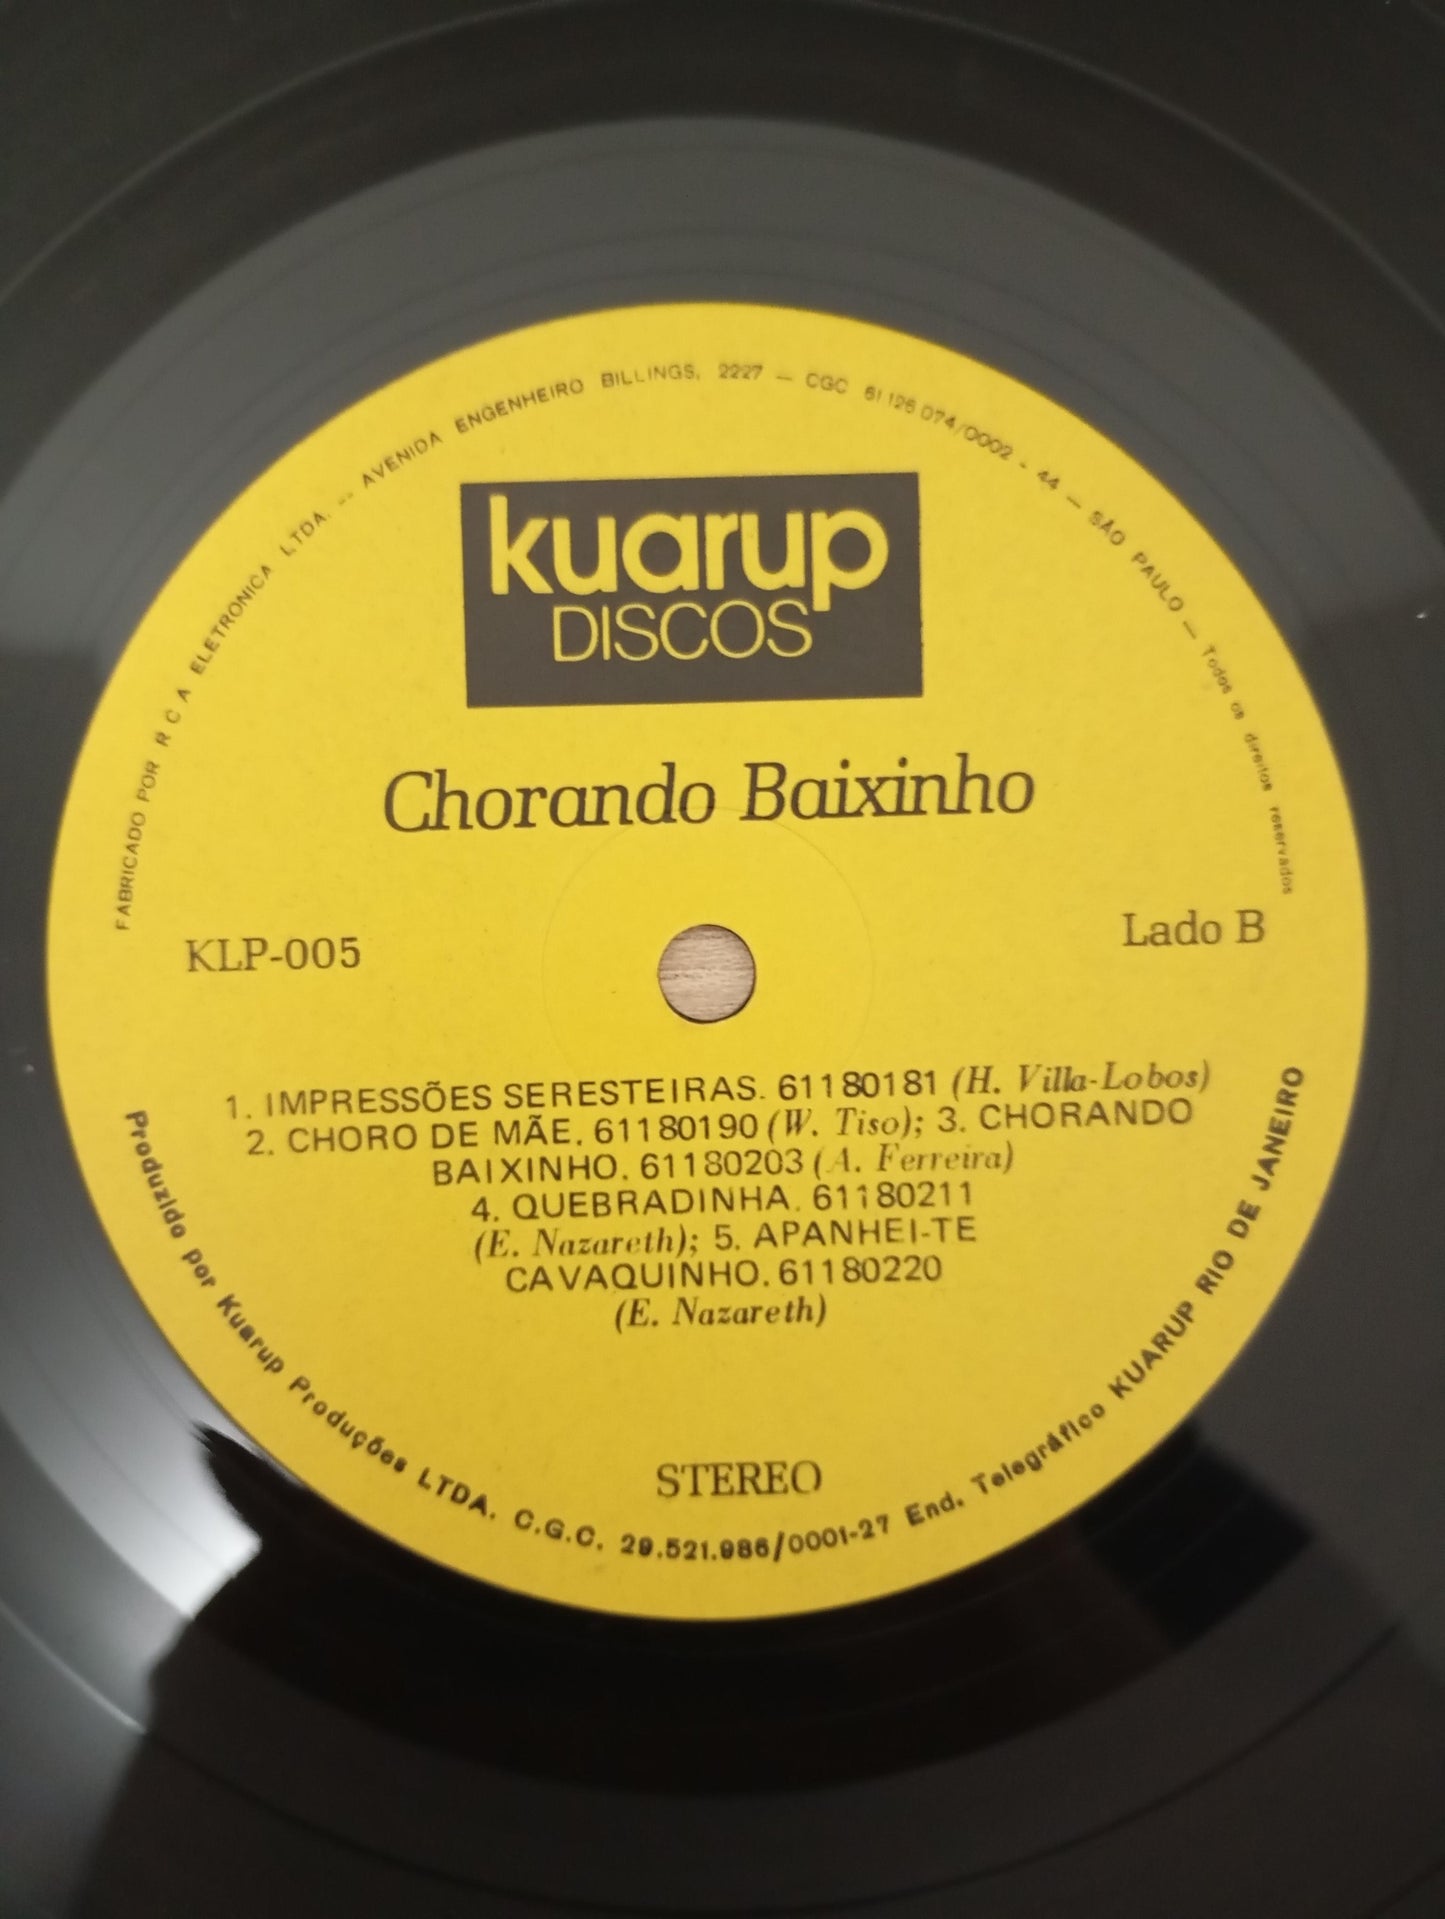 FABRICADO POR R C A ELETRONICA LTDA. -- AVENIDA ENGENHEIRO BILLINGS, 2227 — CGC 61 126 074/0002 - 44 — SÃO PAULO — Todos os direitos reservados
kuarup
DISCOS
Chorando Baixinho
KLP-005
Lado B
1. IMPRESSÕES SERESTEIRAS. 61180181 (H. Villa-Lobos)
2. CHORO DE MÃE. 61180190 (W. Tiso); 3. CHORANDO
BAIXINHO. 61180203 (A. Ferreira)
4. QUEBRADINHA. 61180211
(E. Nazareth); 5. APANHEI-TE
CAVAQUINHO. 61180220
(E. Nazareth)
STEREO
Produzido por Kuarup Produções LTDA. C.G.C. 29.521.986/0001-27 End. Telegráfico KUARUP RIO DE JANEIRO